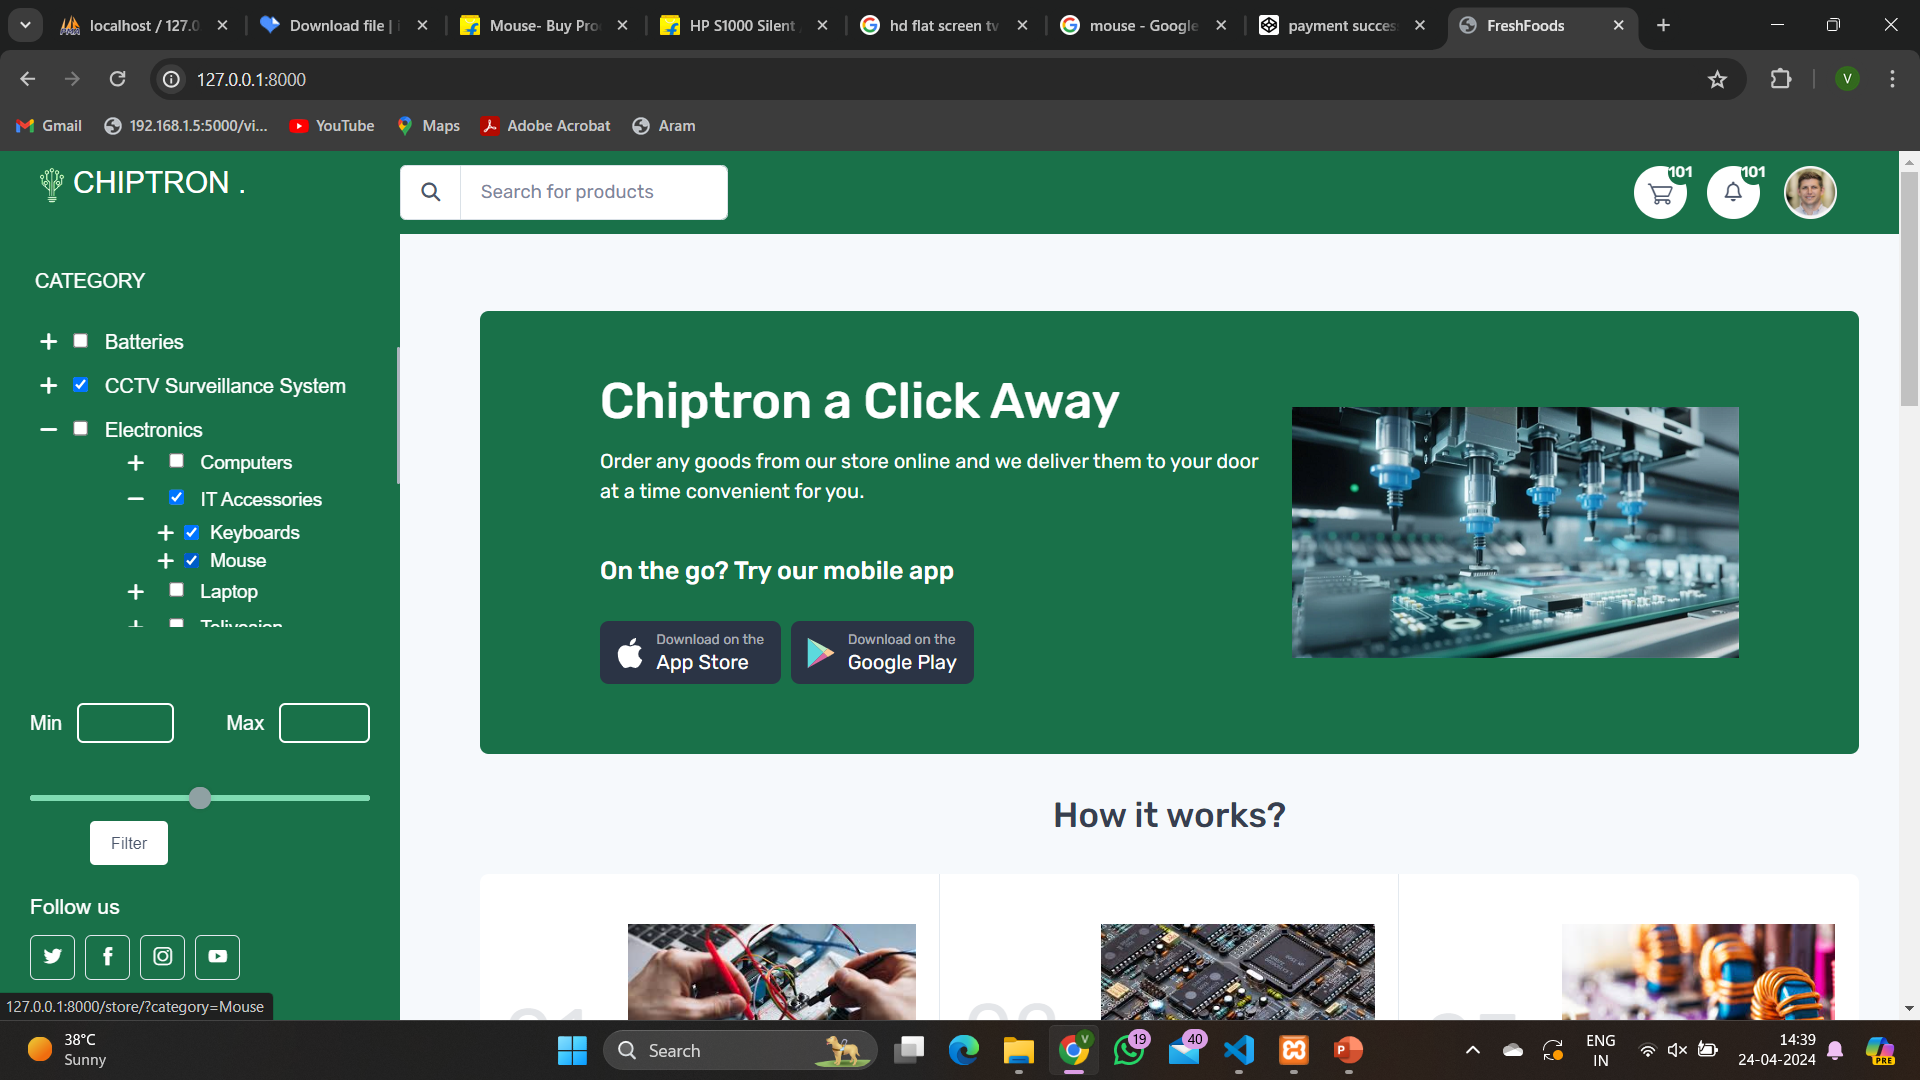 localhost / 127.0
Download file | i
Mouse- Buy Pro
HP S1000 Silent
hd flat screen tv
mouse - Google
payment succes
FreshFoods
127.0.0.1:8000
V
Gmail
192.168.1.5:5000/vi...
YouTube
Maps
Adobe Acrobat
Aram
CHIPTRON .
Search for products
101
101
CATEGORY
Batteries
CCTV Surveillance System
Electronics
Computers
IT Accessories
Keyboards
Mouse
Laptop
Telivesion
Min
Max
Filter
Follow us
Chiptron a Click Away
Order any goods from our store online and we deliver them to your door
at a time convenient for you.
On the go? Try our mobile app
Download on the
App Store
Download on the
Google Play
How it works?
127.0.0.1:8000/store/?category=Mouse
38°C
Sunny
Search
V
19
40
ENG
IN
14:39
24-04-2024
PRE